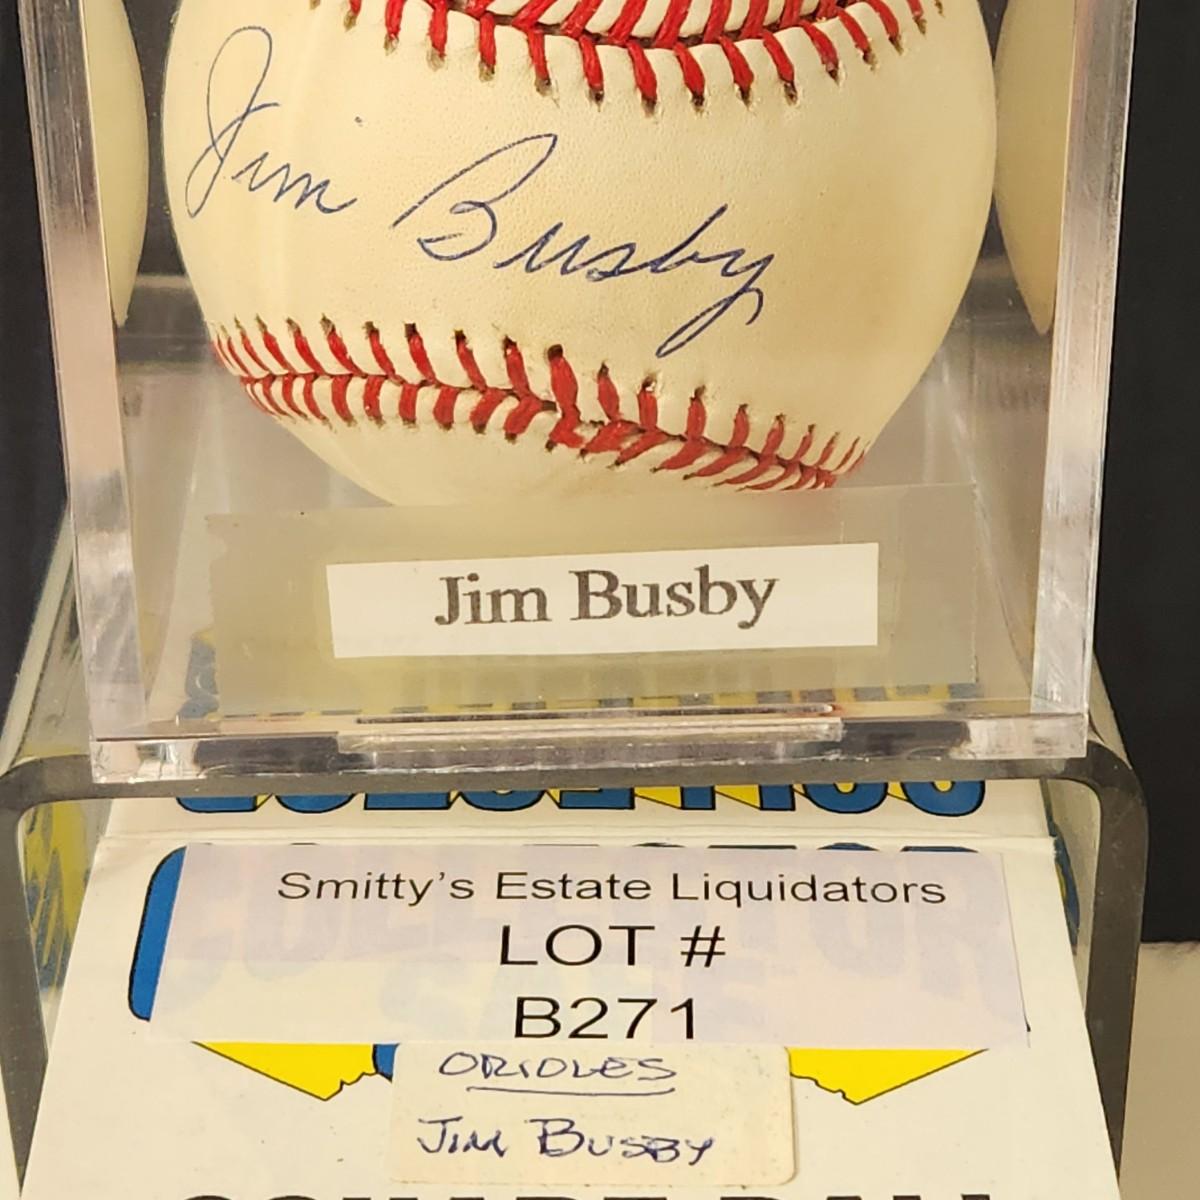 Jim Busby
Jim Busby
Smitty's Estate Liquidators
LOT #
B271
ORIOLES
Jim Busby